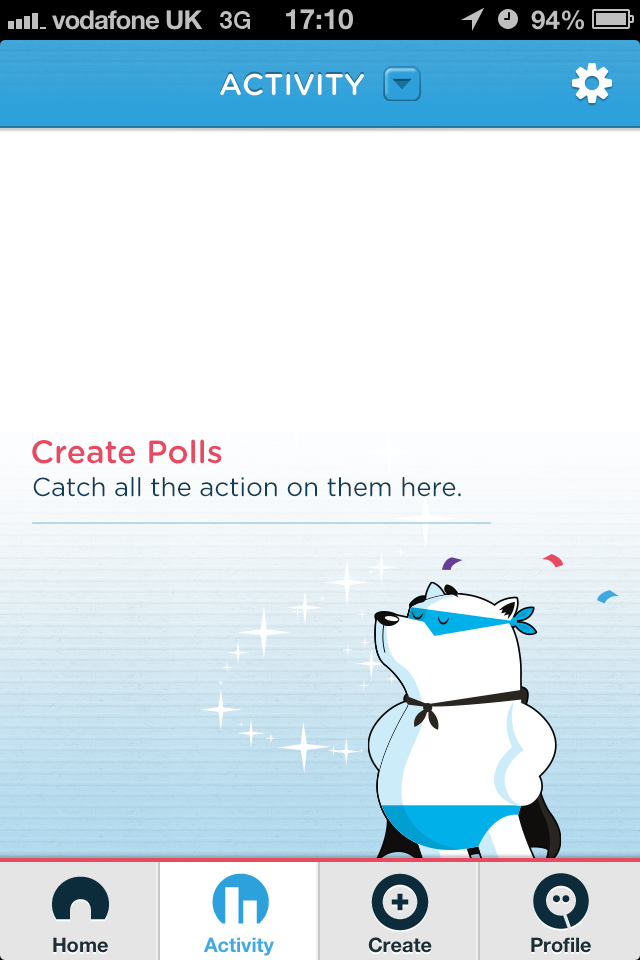 vodafone UK 3G 17:10 94%
ACTIVITY
Create Polls
Catch all the action on them here.
Home Activity Create Profile